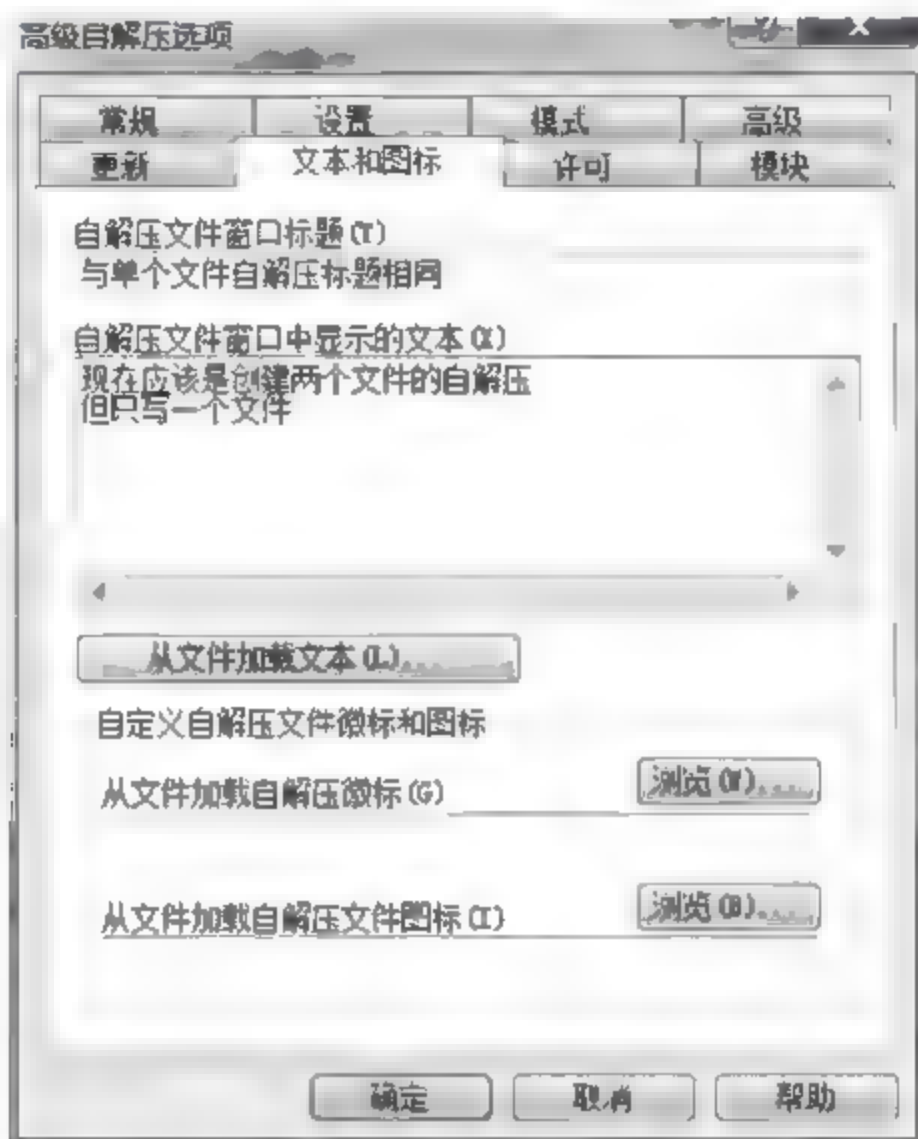 高级自解压选项
常规 设置 模式 高级
更新 文本和图标 许可 模块
自解压文件窗口标题(T)
与单个文件自解压标题相同
自解压文件窗口中显示的文本(X)
现在应该是创建两个文件的自解压
但只写一个文件
从文件加载文本(L)...
自定义自解压文件徽标和图标
从文件加载自解压徽标(G)
浏览(W)...
从文件加载自解压文件图标(I)
浏览(B)...
确定 取消 帮助